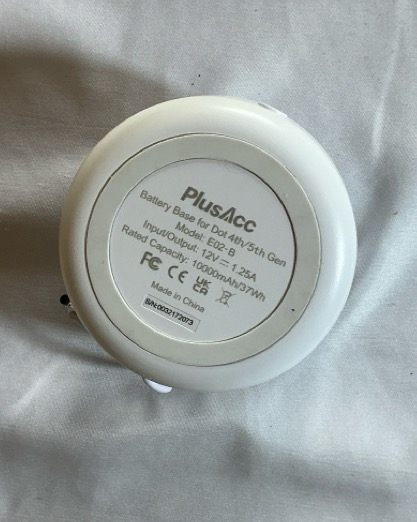 PlusAcc
Battery Base for Dot 4th/5th Gen
Model: E02-B
Input/Output: 12V⎓1.25A
Rated Capacity: 10000mAh/37Wh
FC CE UK CA
Made in China
S/N:0032172073